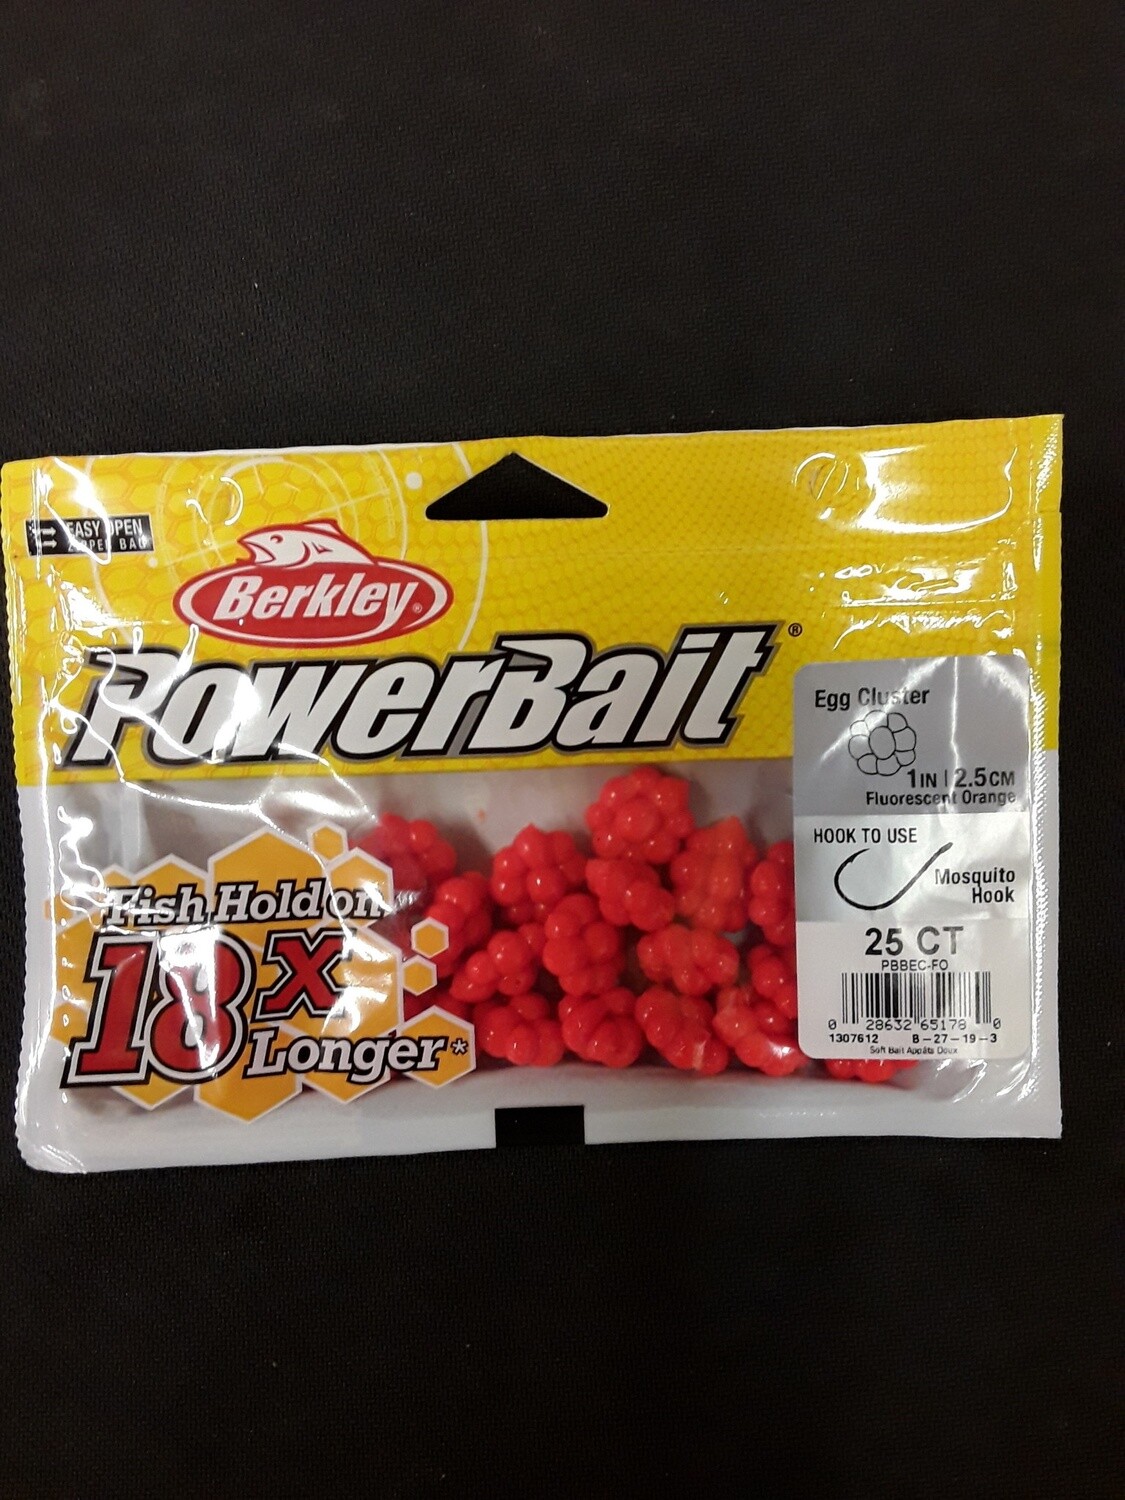 EASY OPEN
ZIPPER BAG
Berkley®
PowerBait®
Egg Cluster
1IN | 2.5CM
Fluorescent Orange
HOOK TO USE
Mosquito
Hook
25 CT
PBBEC-FO
0 28632 65178 0
1307612 B-27-19-3
Soft Bait Appâts Doux
Fish Hold on
18X
Longer*